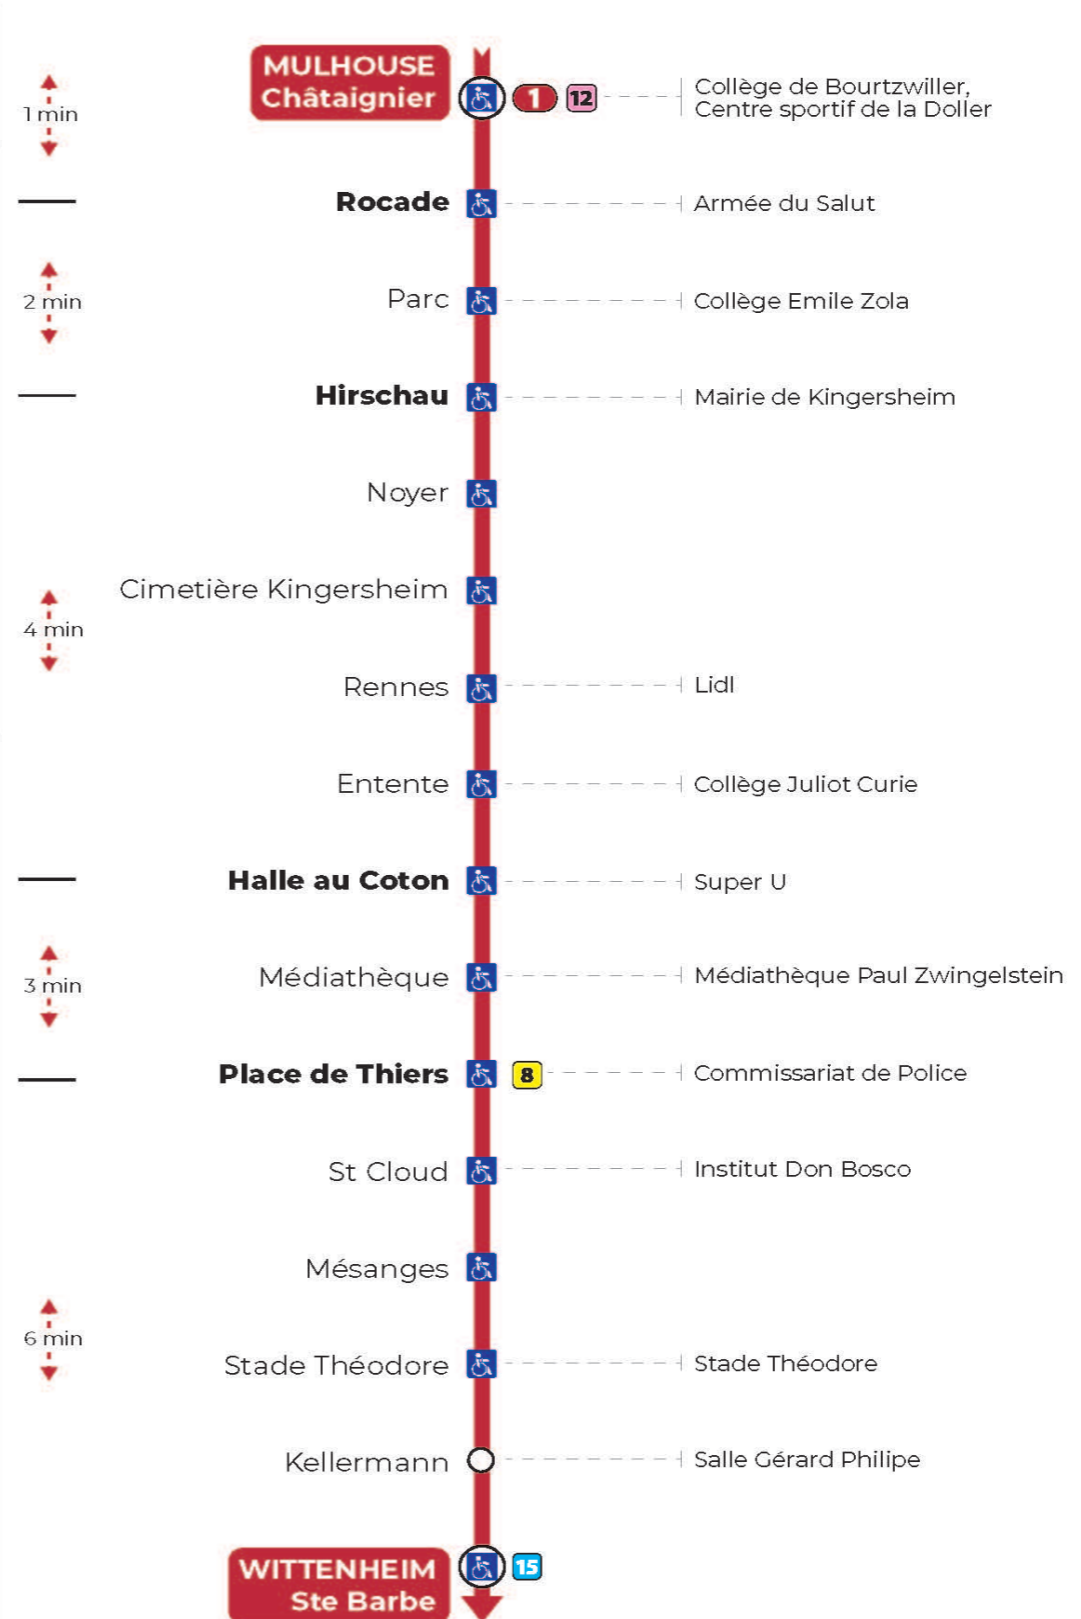 MULHOUSE
Châtaignier
1
12
Collège de Bourtzwiller,
Centre sportif de la Doller
1 min
Rocade
Armée du Salut
2 min
Parc
Collège Emile Zola
Hirschau
Mairie de Kingersheim
Noyer
Cimetière Kingersheim
4 min
Rennes
Lidl
Entente
Collège Juliot Curie
Halle au Coton
Super U
3 min
Médiathèque
Médiathèque Paul Zwingelstein
Place de Thiers
8
Commissariat de Police
St Cloud
Institut Don Bosco
Mésanges
6 min
Stade Théodore
Stade Théodore
Kellermann
Salle Gérard Philipe
WITTENHEIM
Ste Barbe
15